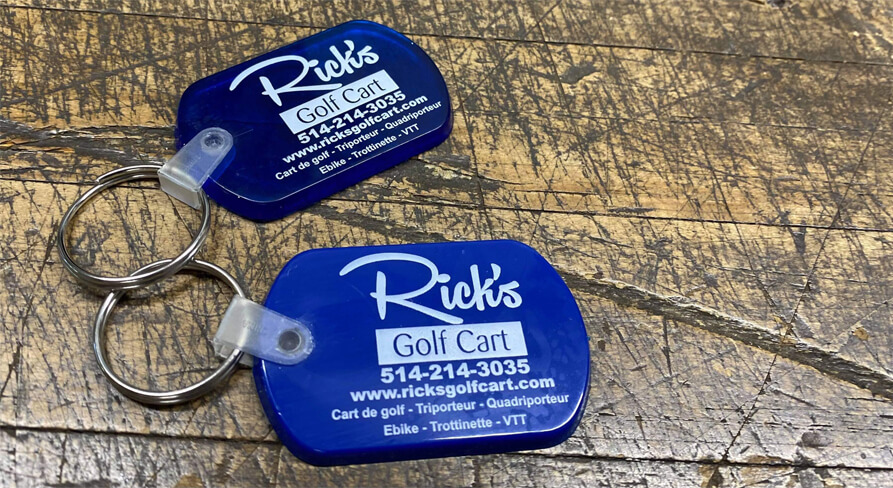 Rick's
Golf Cart
514-214-3035
www.ricksgolfcart.com
Cart de golf - Triporteur - Quadriporteur
Ebike - Trottinette - VTT
Rick's
Golf Cart
514-214-3035
www.ricksgolfcart.com
Cart de golf - Triporteur - Quadriporteur
Ebike - Trottinette - VTT